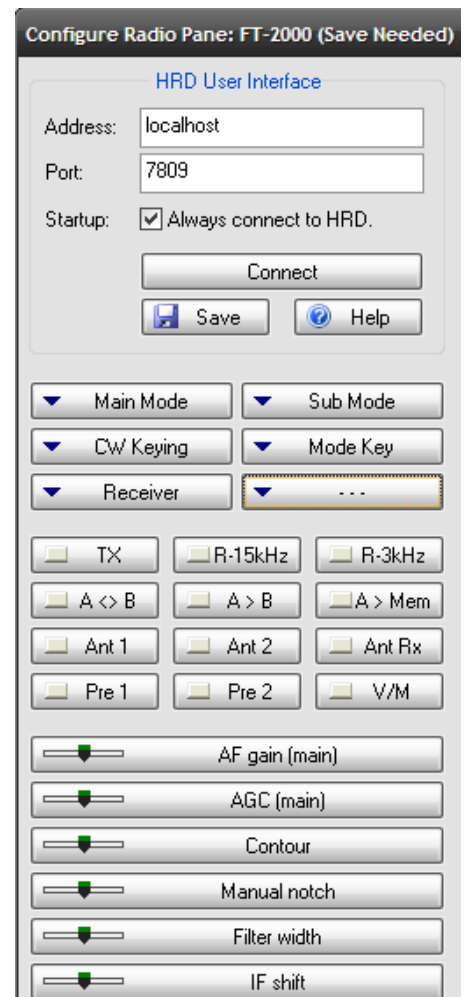 Configure Radio Pane: FT-2000 (Save Needed)
HRD User Interface
Address: localhost
Port: 7809
Startup: Always connect to HRD.
Connect
Save Help
Main Mode Sub Mode
CW Keying Mode Key
Receiver ---
TX R-15kHz R-3kHz
A <> B A > B A > Mem
Ant 1 Ant 2 Ant Rx
Pre 1 Pre 2 V/M
AF gain (main)
AGC (main)
Contour
Manual notch
Filter width
IF shift